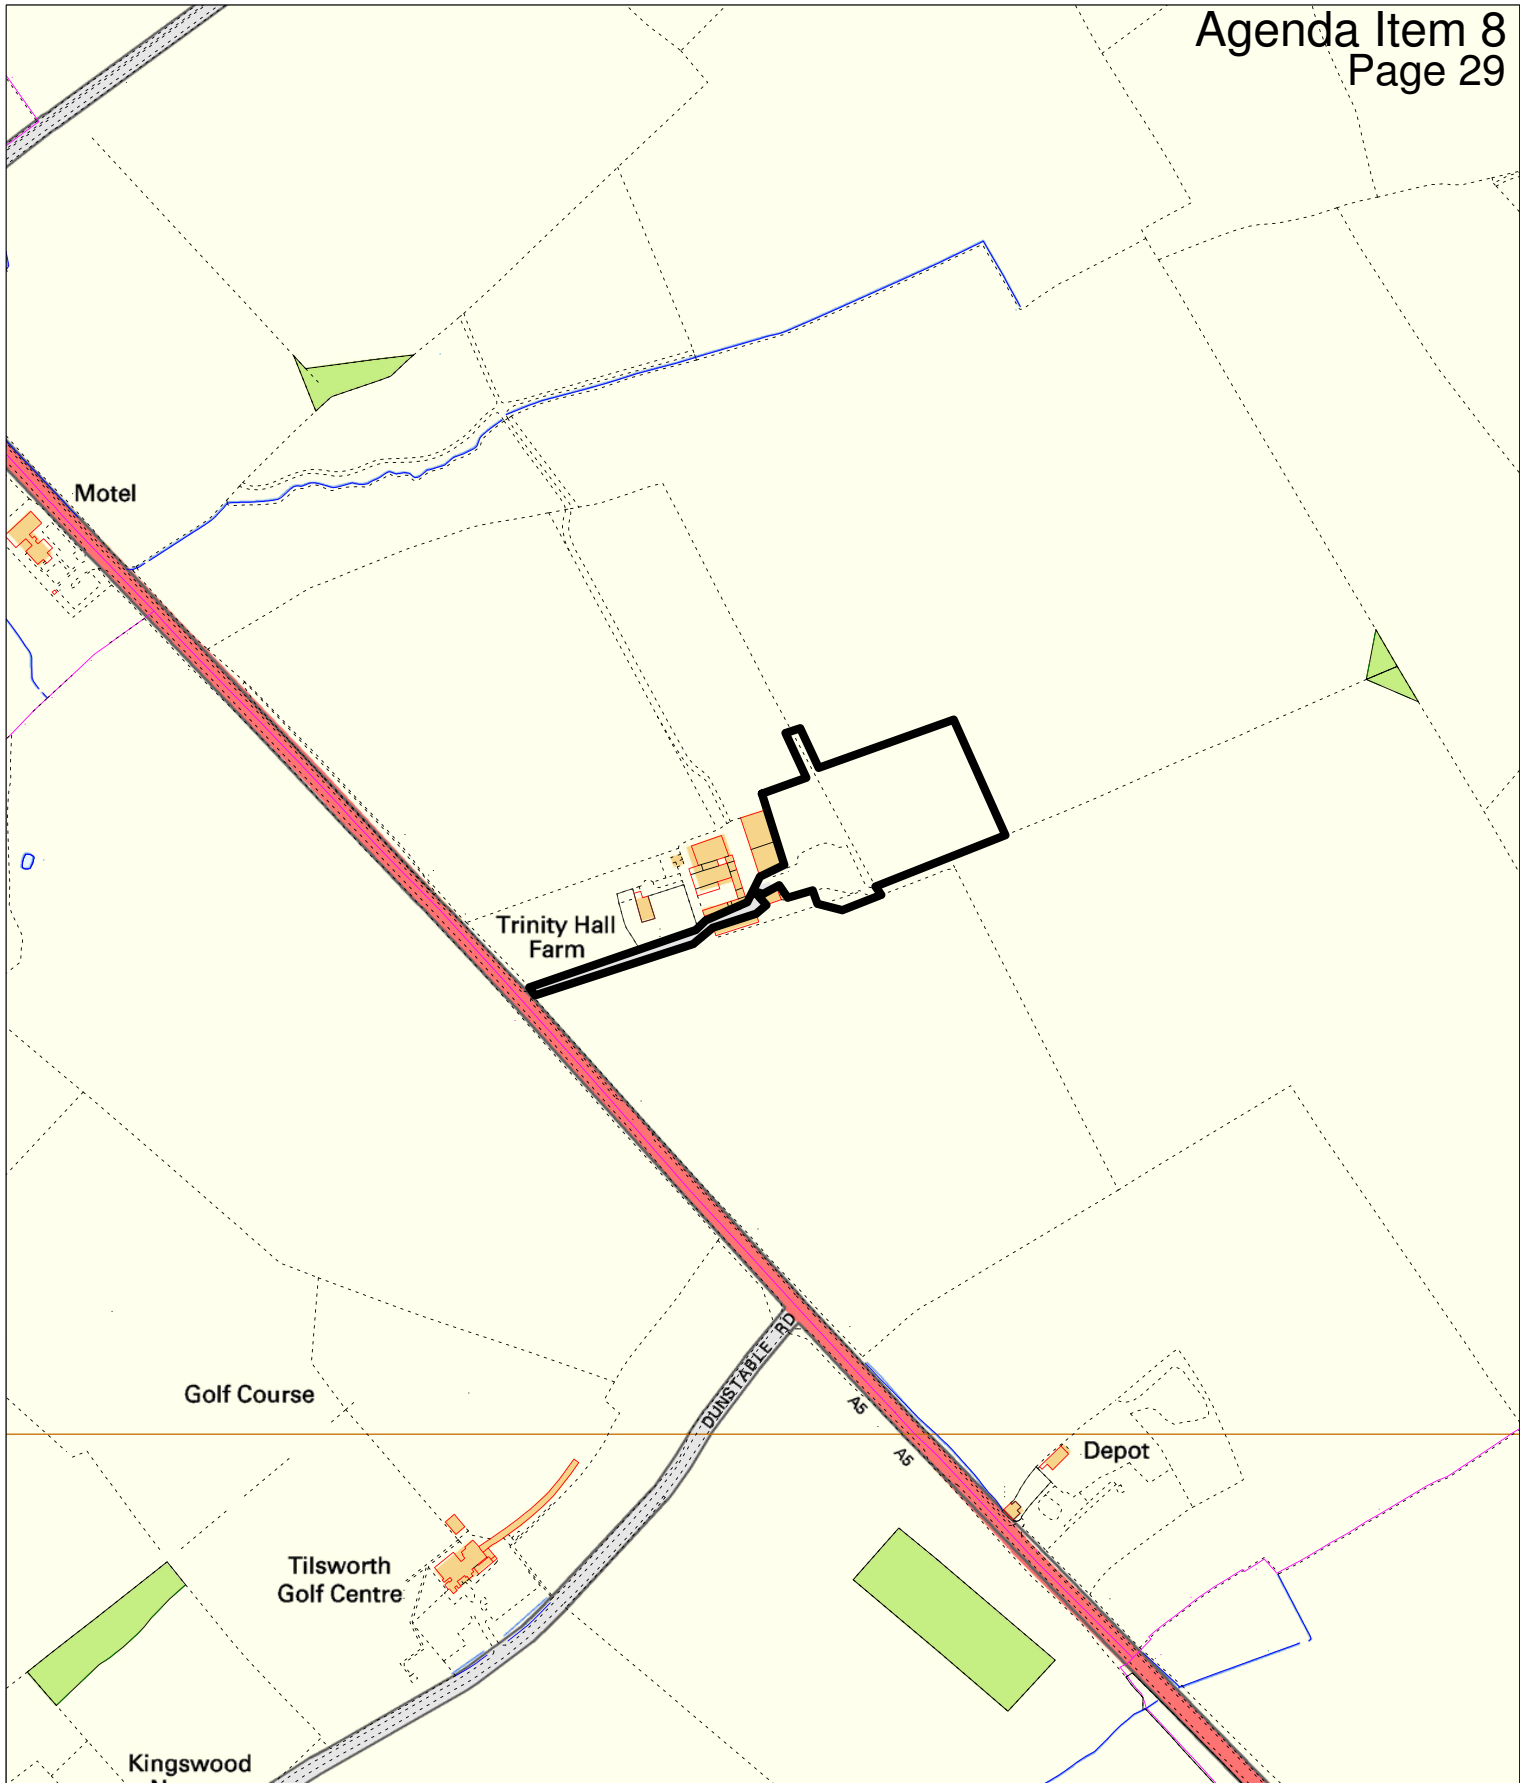 Agenda Item 8
Page 29
Motel
Trinity Hall
Farm
DUNSTABLE RD
Golf Course
A5
A5
Depot
Tilsworth
Golf Centre
Kingswood